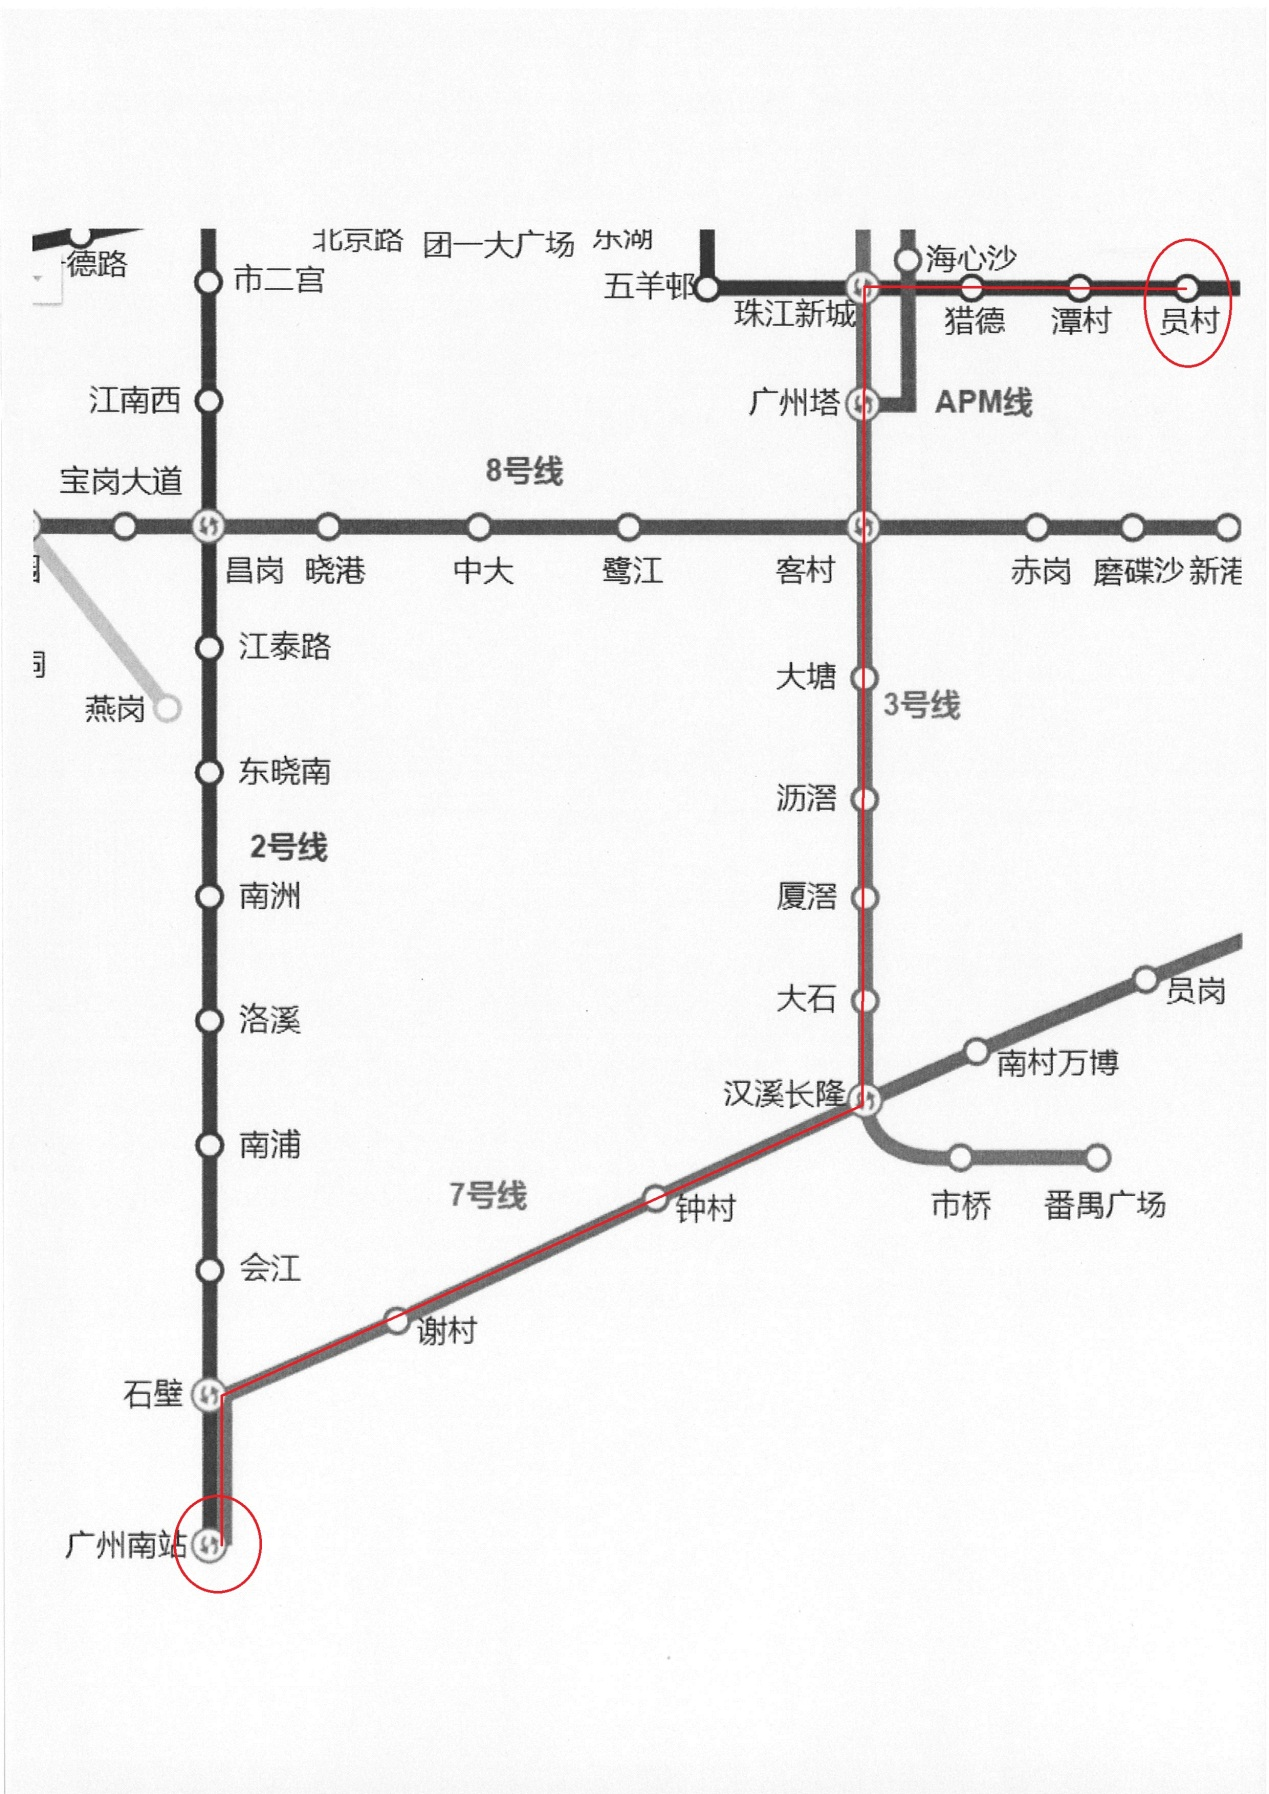 北京路
团一大广场
东湖
德路
市二宫
五羊邨
海心沙
珠江新城
猎德
潭村
员村
江南西
广州塔
APM线
宝岗大道
8号线
昌岗
晓港
中大
鹭江
客村
赤岗
磨碟沙
新港
江泰路
大塘
3号线
燕岗
东晓南
沥滘
2号线
南洲
厦滘
大石
员岗
洛溪
南村万博
汉溪长隆
南浦
7号线
钟村
市桥
番禺广场
会江
谢村
石壁
广州南站